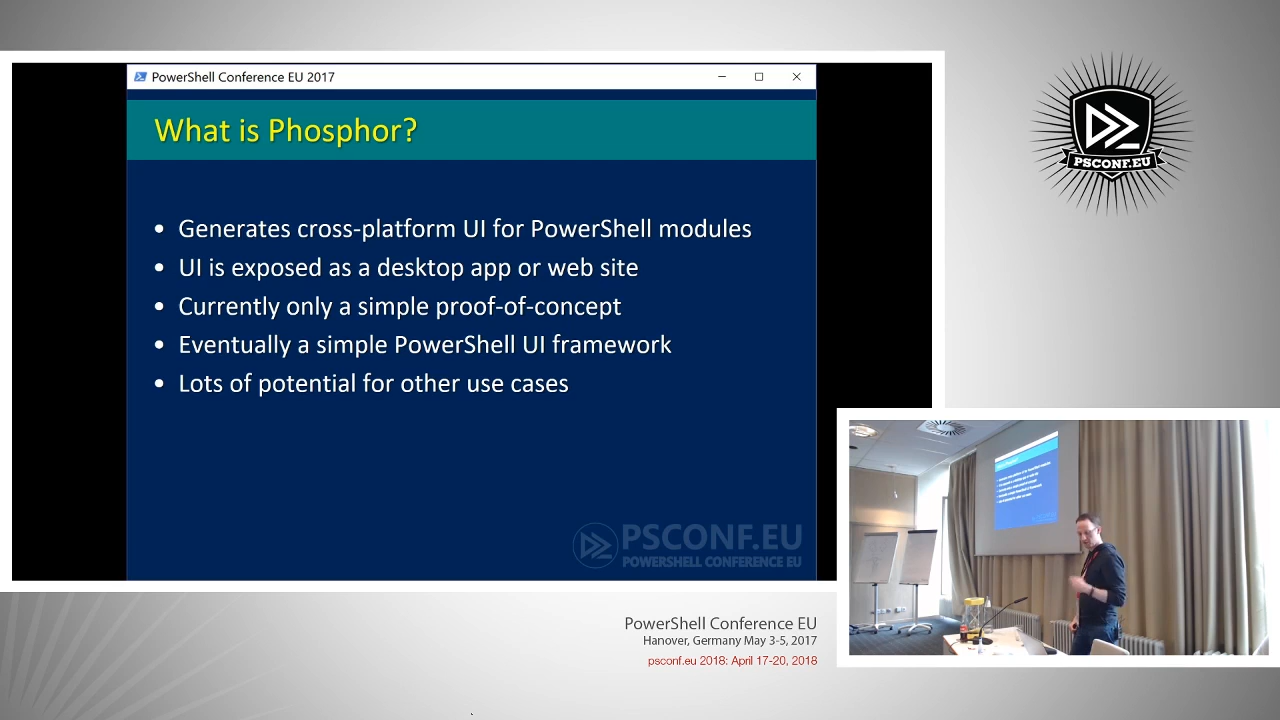 PowerShell Conference EU 2017
What is Phosphor?
• Generates cross-platform UI for PowerShell modules
• UI is exposed as a desktop app or web site
• Currently only a simple proof-of-concept
• Eventually a simple PowerShell UI framework
• Lots of potential for other use cases
PSCONF.EU
POWERSHELL CONFERENCE EU
PSCONF.EU
PowerShell Conference EU
Hanover, Germany May 3-5, 2017
psconf.eu 2018: April 17-20, 2018